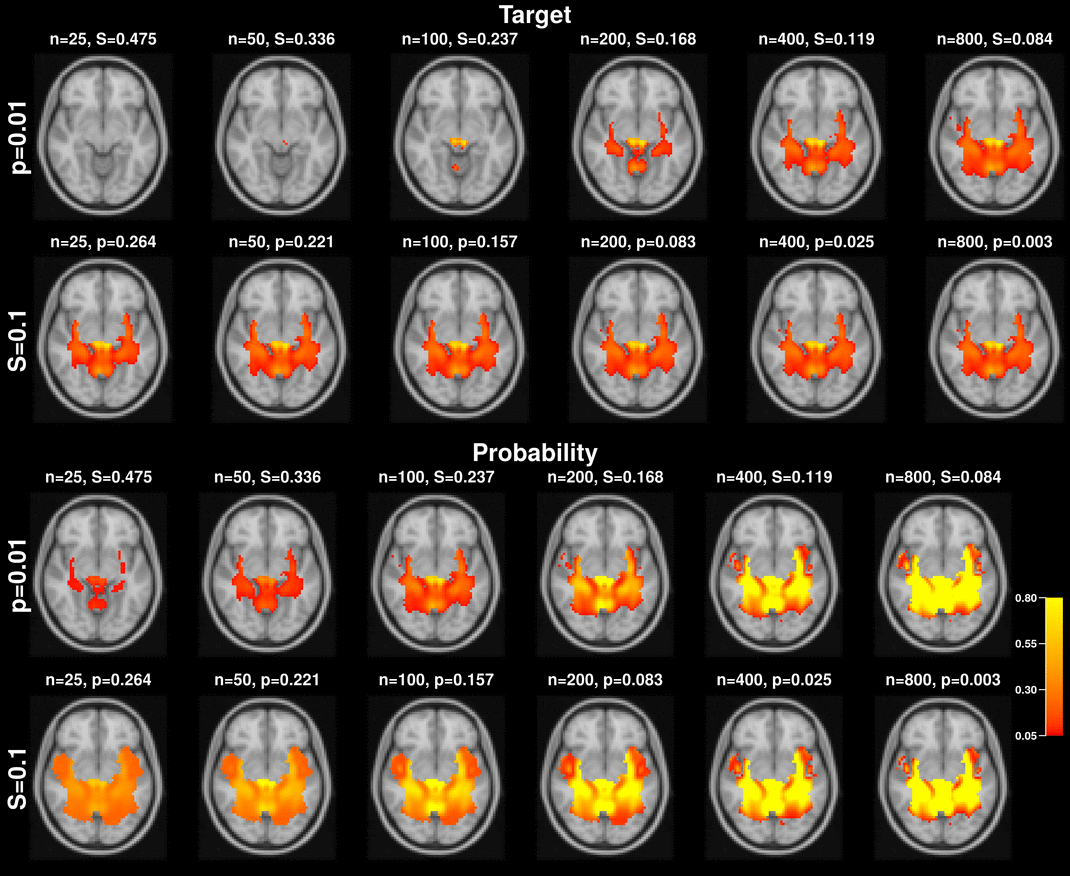 Target
n=25, S=0.475 n=50, S=0.336 n=100, S=0.237 n=200, S=0.168 n=400, S=0.119 n=800, S=0.084
p=0.01
n=25, p=0.264 n=50, p=0.221 n=100, p=0.157 n=200, p=0.083 n=400, p=0.025 n=800, p=0.003
S=0.1
Probability
n=25, S=0.475 n=50, S=0.336 n=100, S=0.237 n=200, S=0.168 n=400, S=0.119 n=800, S=0.084
p=0.01
0.80
0.55
0.30
0.05
n=25, p=0.264 n=50, p=0.221 n=100, p=0.157 n=200, p=0.083 n=400, p=0.025 n=800, p=0.003
S=0.1